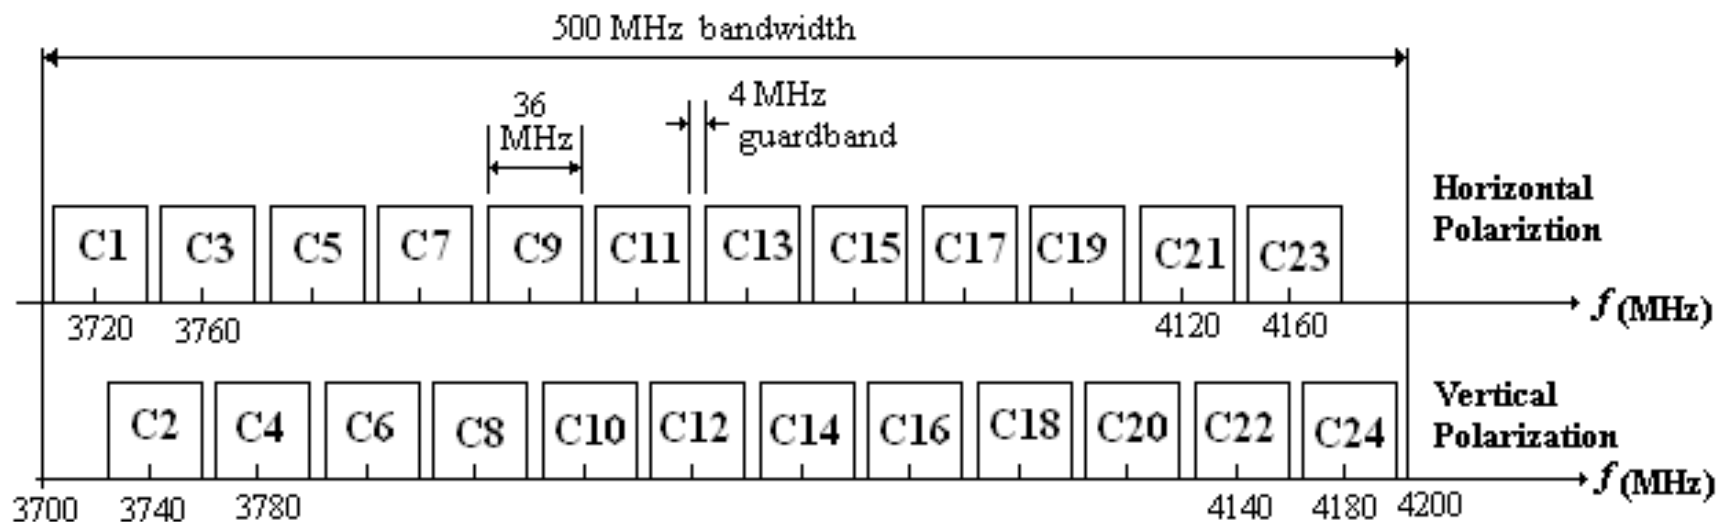 500 MHz bandwidth
36
MHz
4 MHz
guardband
Horizontal
Polariztion
C1 C3 C5 C7 C9 C11 C13 C15 C17 C19 C21 C23
f (MHz)
3720 3760 4120 4160
Vertical
Polarization
C2 C4 C6 C8 C10 C12 C14 C16 C18 C20 C22 C24
f (MHz)
3700 3740 3780 4140 4180 4200